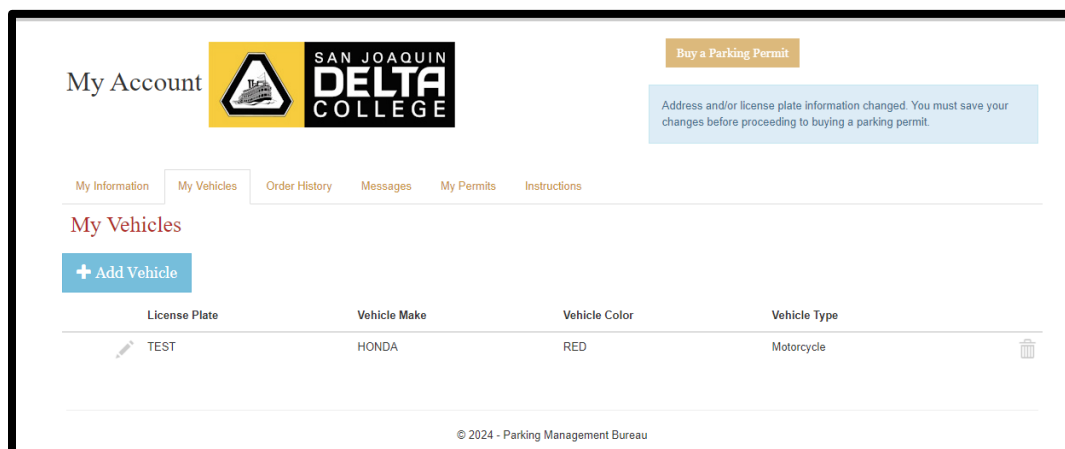 My Account
SAN JOAQUIN
DELTA
COLLEGE
Buy a Parking Permit
Address and/or license plate information changed. You must save your
changes before proceeding to buying a parking permit.
My Information My Vehicles Order History Messages My Permits Instructions
My Vehicles
Add Vehicle
License Plate Vehicle Make Vehicle Color Vehicle Type
TEST HONDA RED Motorcycle
© 2024 - Parking Management Bureau